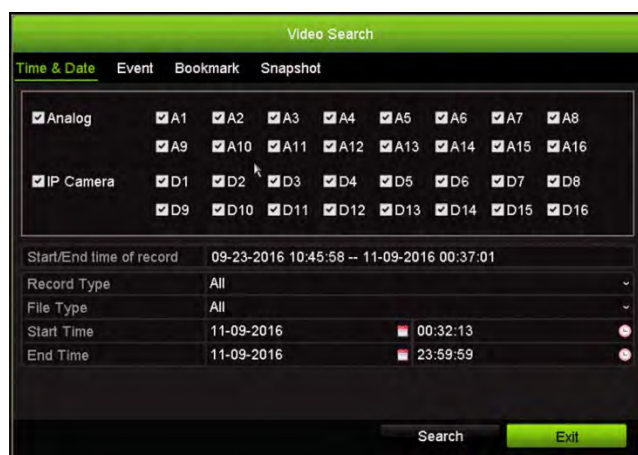 Video Search
Time & Date Event Bookmark Snapshot
Analog A1 A2 A3 A4 A5 A6 A7 A8
A9 A10 A11 A12 A13 A14 A15 A16
IP Camera D1 D2 D3 D4 D5 D6 D7 D8
D9 D10 D11 D12 D13 D14 D15 D16
Start/End time of record 09-23-2016 10:45:58 -- 11-09-2016 00:37:01
Record Type All
File Type All
Start Time 11-09-2016 00:32:13
End Time 11-09-2016 23:59:59
Search Exit